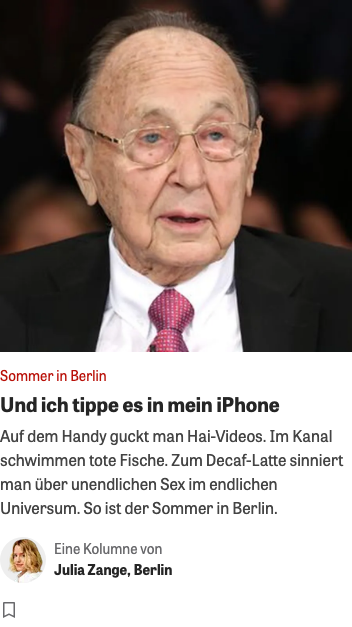 Sommer in Berlin
Und ich tippe es in mein iPhone
Auf dem Handy guckt man Hai-Videos. Im Kanal
schwimmen tote Fische. Zum Decaf-Latte sinniert
man über unendlichen Sex im endlichen
Universum. So ist der Sommer in Berlin.
Eine Kolumne von
Julia Zange, Berlin